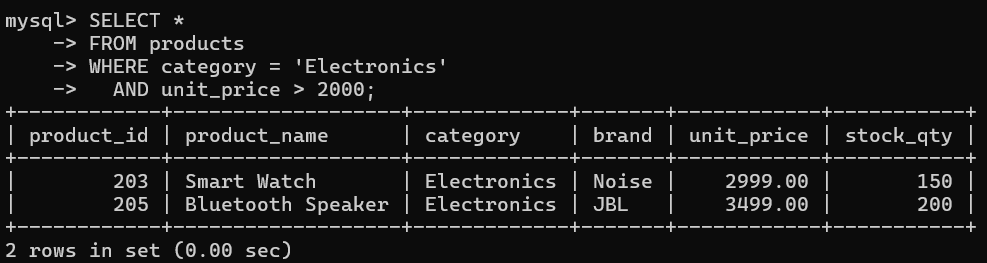 mysql> SELECT *
    -> FROM products
    -> WHERE category = 'Electronics'
    ->   AND unit_price > 2000;
+------------+-------------------+-------------+-------+------------+-----------+
| product_id | product_name      | category    | brand | unit_price | stock_qty |
+------------+-------------------+-------------+-------+------------+-----------+
|        203 | Smart Watch       | Electronics | Noise |    2999.00 |       150 |
|        205 | Bluetooth Speaker | Electronics | JBL   |    3499.00 |       200 |
+------------+-------------------+-------------+-------+------------+-----------+
2 rows in set (0.00 sec)